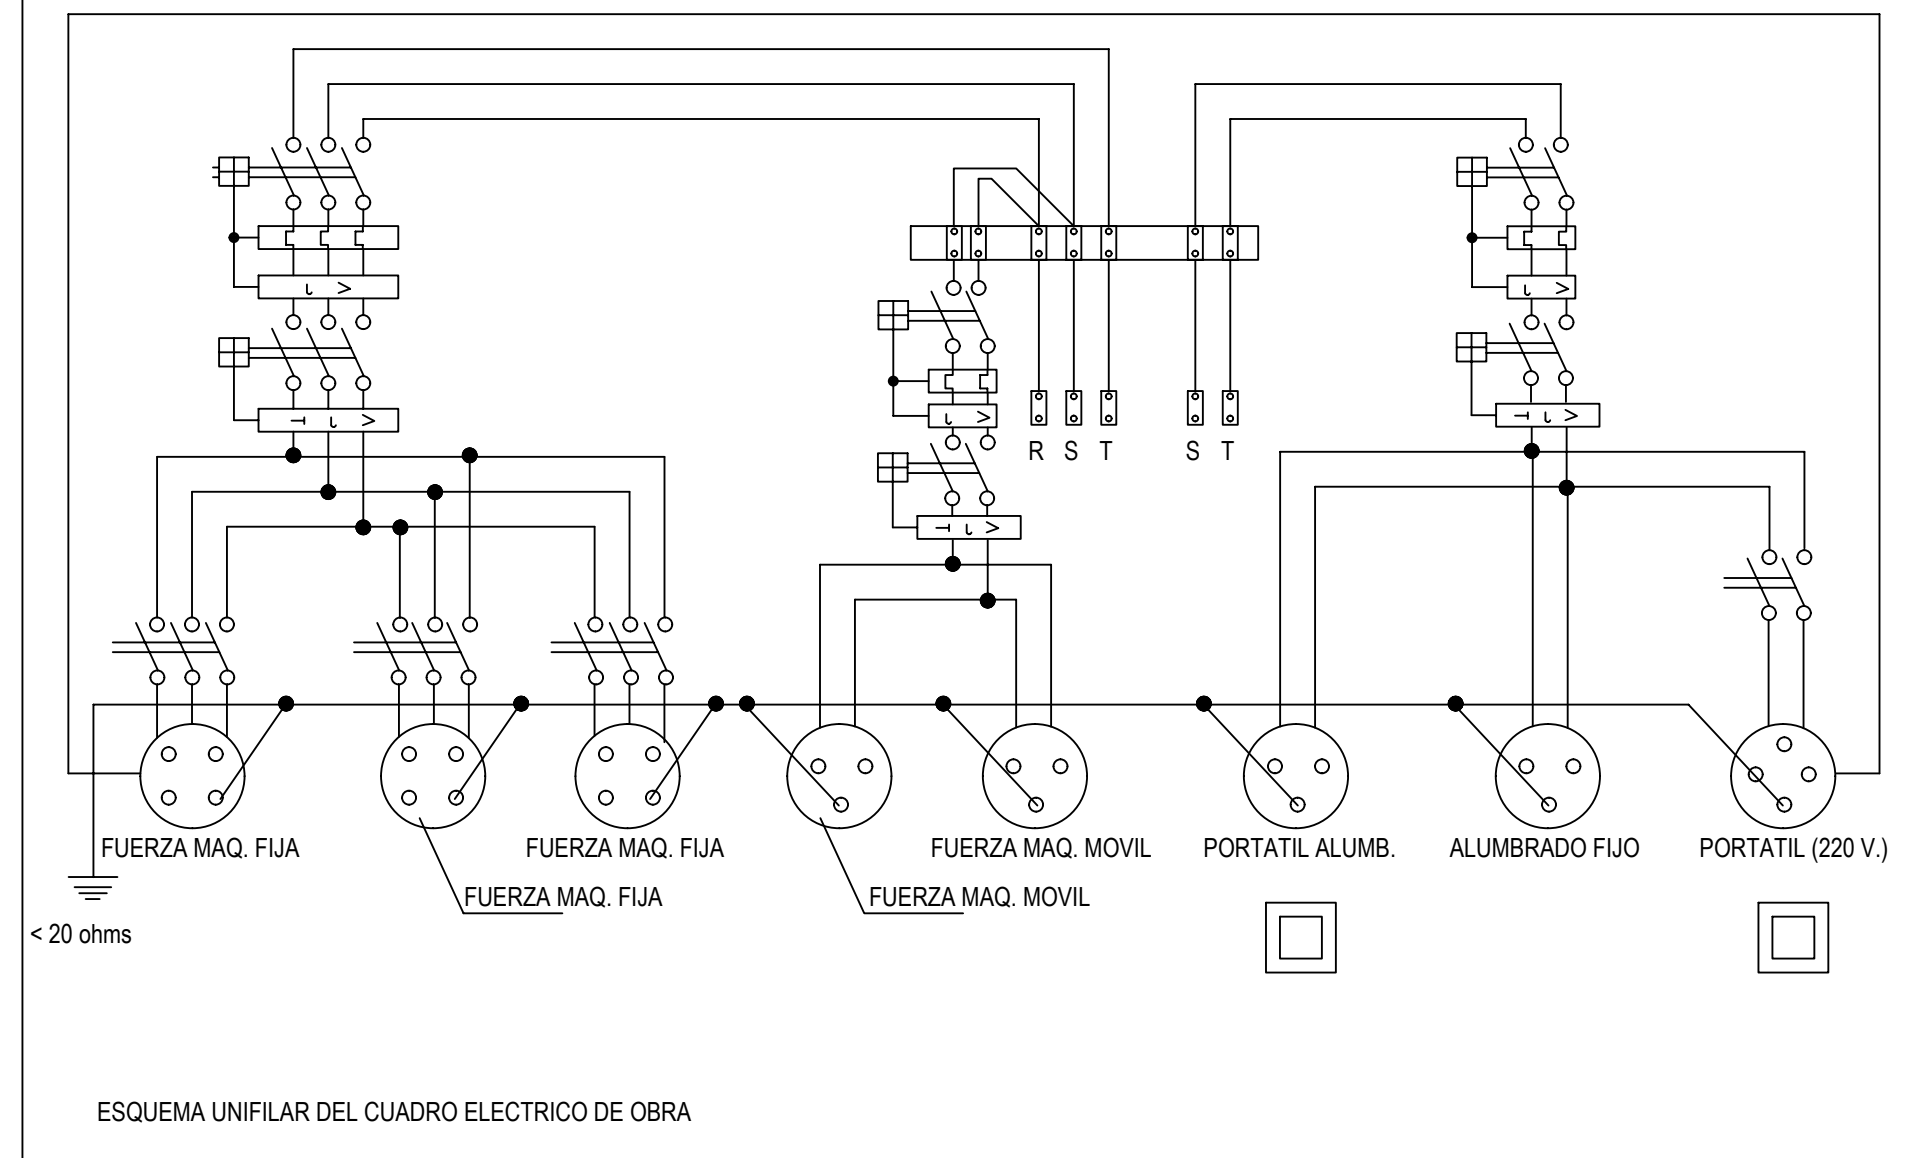 R S T S T
FUERZA MAQ. FIJA
FUERZA MAQ. FIJA
FUERZA MAQ. MOVIL
PORTATIL ALUMB.
ALUMBRADO FIJO
PORTATIL (220 V.)
FUERZA MAQ. FIJA
FUERZA MAQ. MOVIL
< 20 ohms
ESQUEMA UNIFILAR DEL CUADRO ELECTRICO DE OBRA